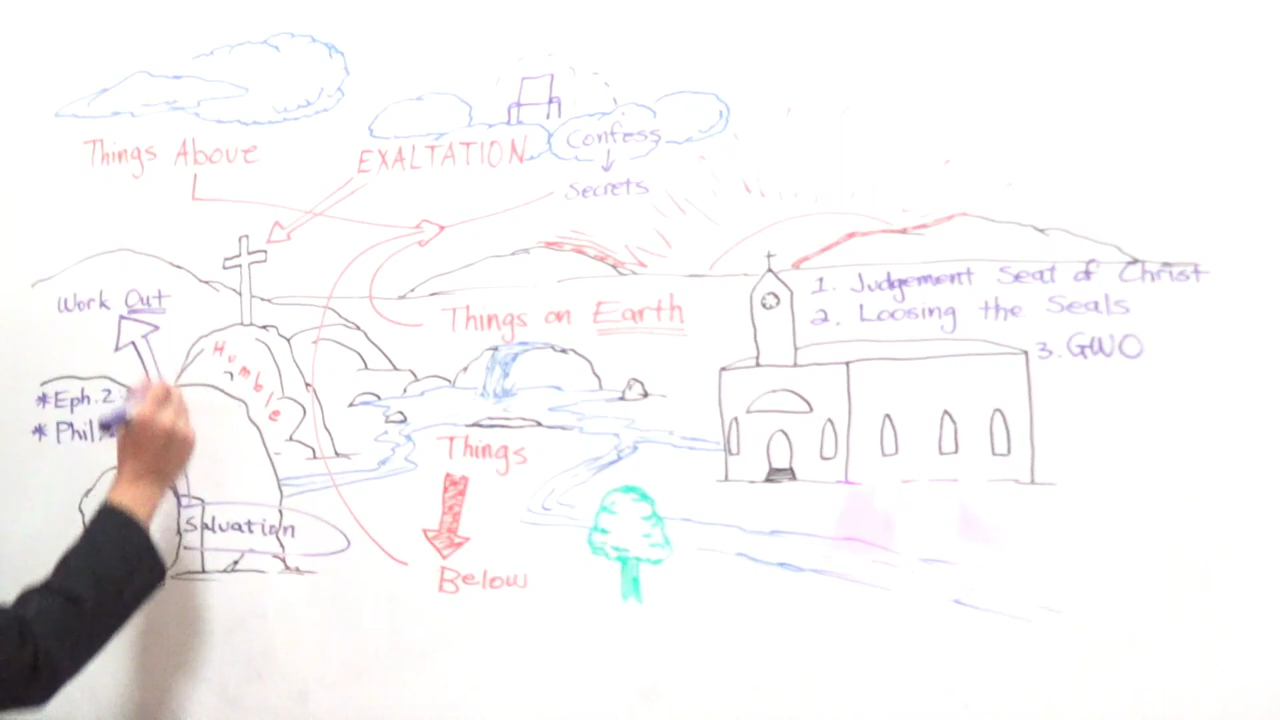 Things Above
EXALTATION
Confess
Secrets
Work Out
Humble
Things on Earth
1. Judgement Seat of Christ
2. Loosing the Seals
3. GWO
*Eph. 2
* Phil
Things
Below
Salvation